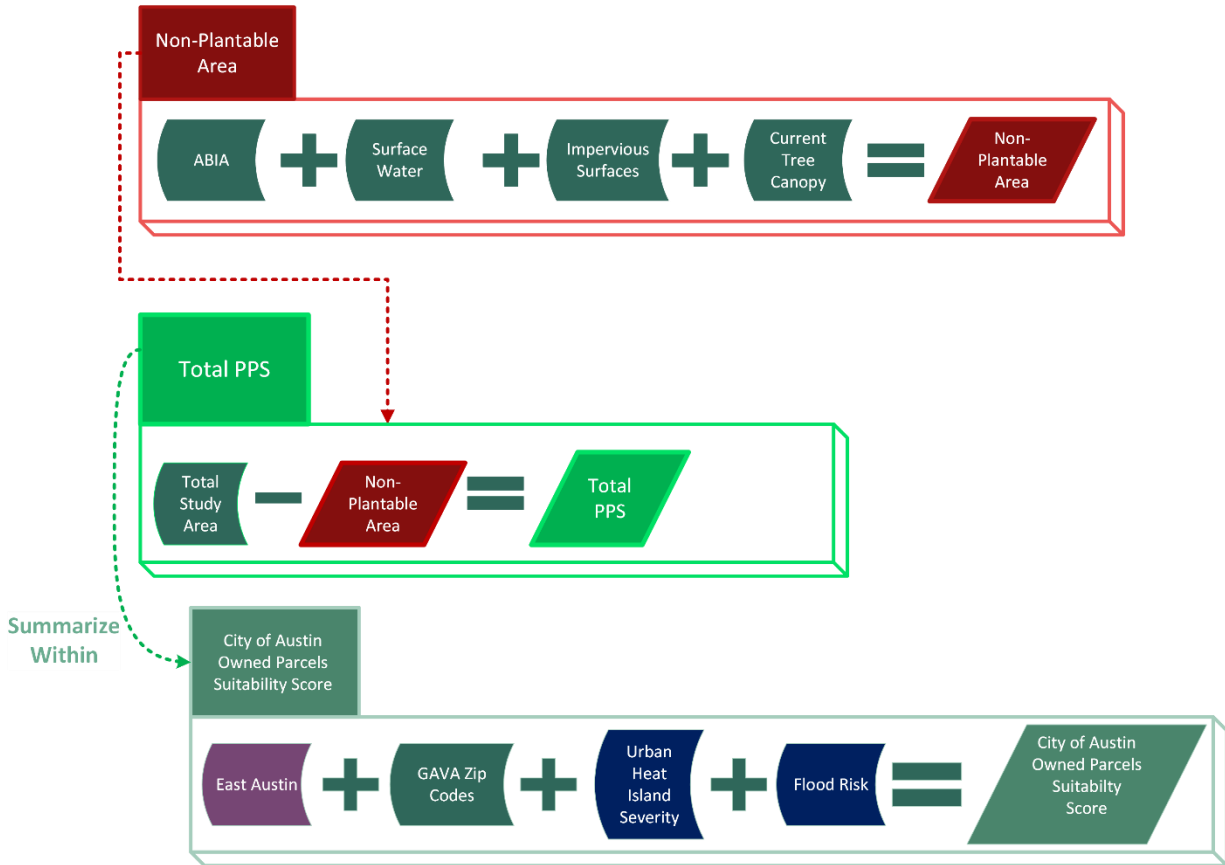 Non-Plantable
Area
ABIA
Surface
Water
Impervious
Surfaces
Current
Tree
Canopy
Non-
Plantable
Area
Total PPS
Total
Study
Area
Non-
Plantable
Area
Total
PPS
Summarize
Within
City of Austin
Owned Parcels
Suitability Score
East Austin
GAVA Zip
Codes
Urban
Heat
Island
Severity
Flood Risk
City of Austin
Owned Parcels
Suitabilty
Score